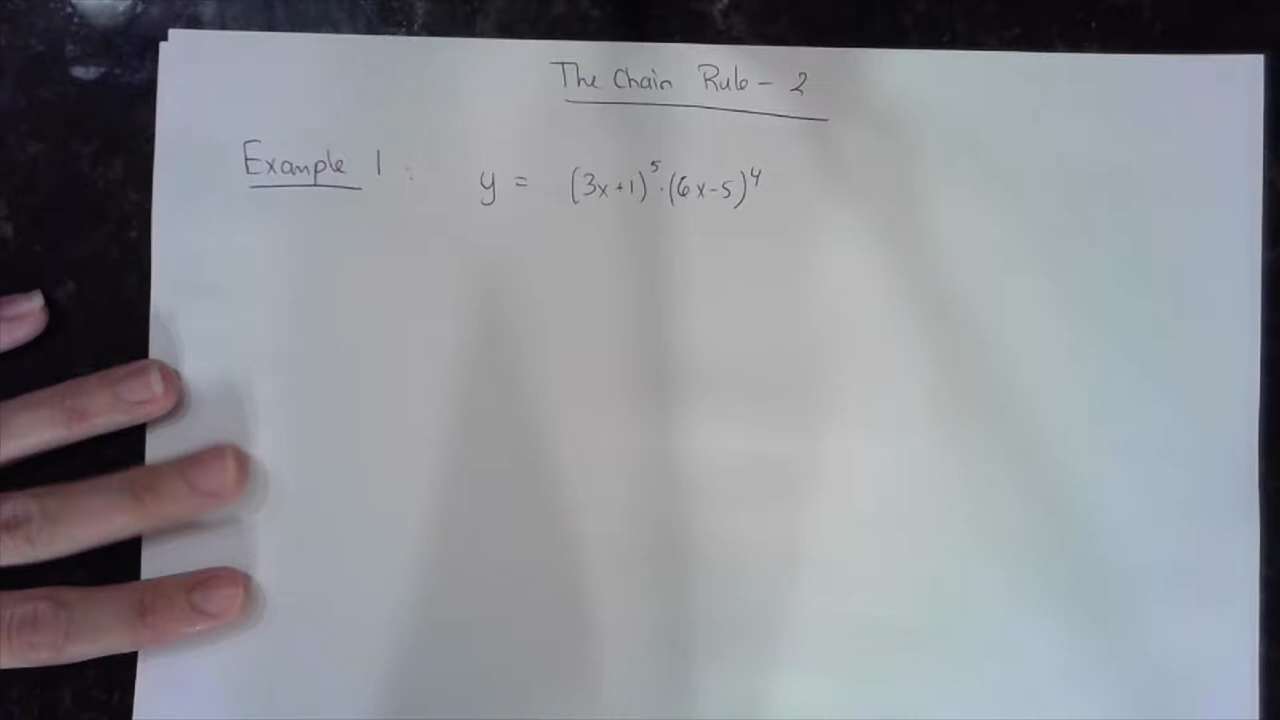 The Chain Rule - 2
Example 1 : y = (3x+1)⁵·(6x-5)⁴